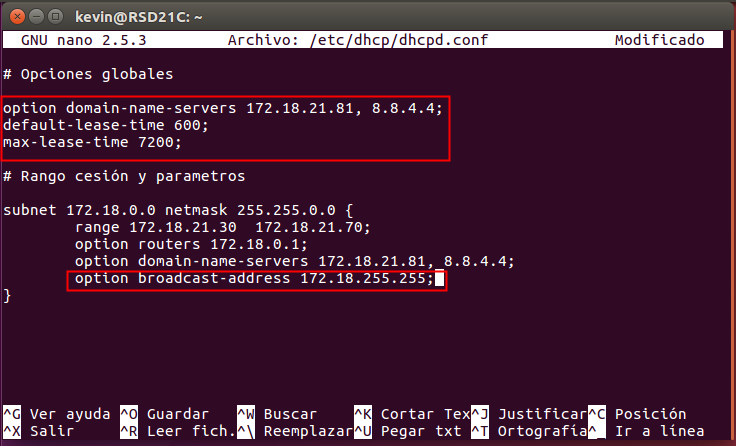 kevin@RSD21C: ~
GNU nano 2.5.3 Archivo: /etc/dhcp/dhcpd.conf Modificado
# Opciones globales
option domain-name-servers 172.18.21.81, 8.8.4.4;
default-lease-time 600;
max-lease-time 7200;
# Rango cesión y parametros
subnet 172.18.0.0 netmask 255.255.0.0 {
range 172.18.21.30  172.18.21.70;
option routers 172.18.0.1;
option domain-name-servers 172.18.21.81, 8.8.4.4;
option broadcast-address 172.18.255.255;
}
^G Ver ayuda ^O Guardar ^W Buscar ^K Cortar Tex^J Justificar^C Posición
^X Salir ^R Leer fich.^\ Reemplazar^U Pegar txt ^T Ortografía^_ Ir a línea